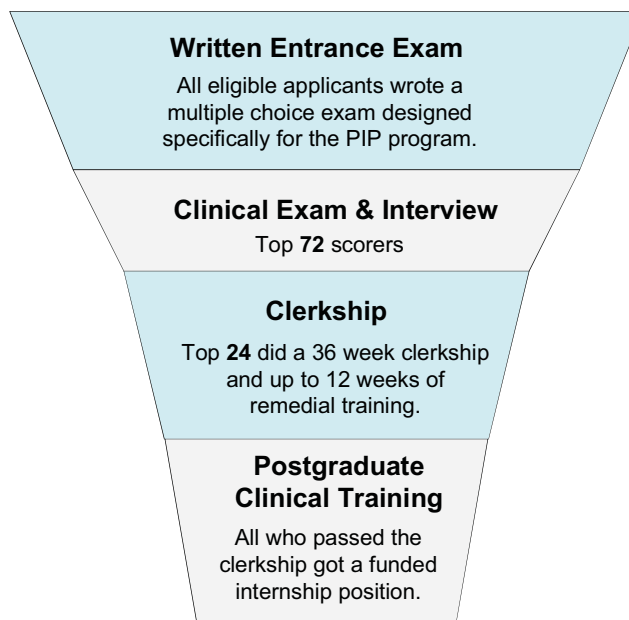 Written Entrance Exam
All eligible applicants wrote a
multiple choice exam designed
specifically for the PIP program.
Clinical Exam & Interview
Top 72 scorers
Clerkship
Top 24 did a 36 week clerkship
and up to 12 weeks of
remedial training.
Postgraduate
Clinical Training
All who passed the
clerkship got a funded
internship position.